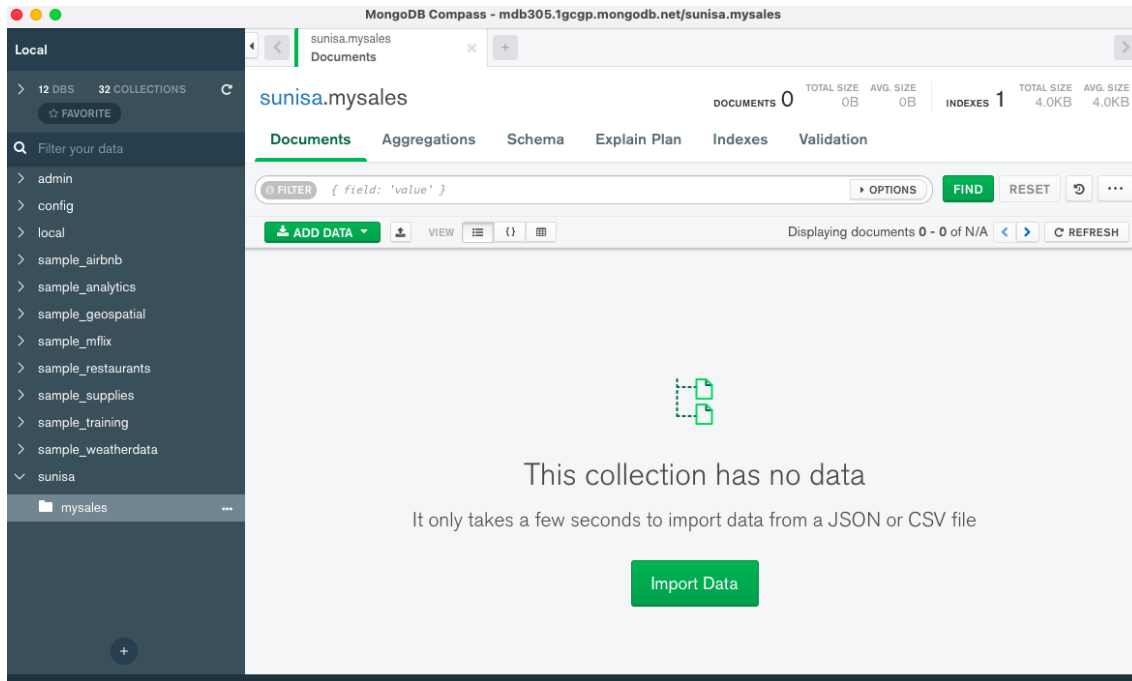 MongoDB Compass - mdb305.1gcgp.mongodb.net/sunisa.mysales
Local
12 DBS 32 COLLECTIONS
FAVORITE
Filter your data
admin
config
local
sample_airbnb
sample_analytics
sample_geospatial
sample_mflix
sample_restaurants
sample_supplies
sample_training
sample_weatherdata
sunisa
mysales
sunisa.mysales
Documents
sunisa.mysales
DOCUMENTS 0
TOTAL SIZE AVG. SIZE
0B 0B
INDEXES 1
TOTAL SIZE AVG. SIZE
4.0KB 4.0KB
Documents Aggregations Schema Explain Plan Indexes Validation
FILTER { field: 'value' } OPTIONS FIND RESET
ADD DATA VIEW {} Displaying documents 0 - 0 of N/A REFRESH
This collection has no data
It only takes a few seconds to import data from a JSON or CSV file
Import Data